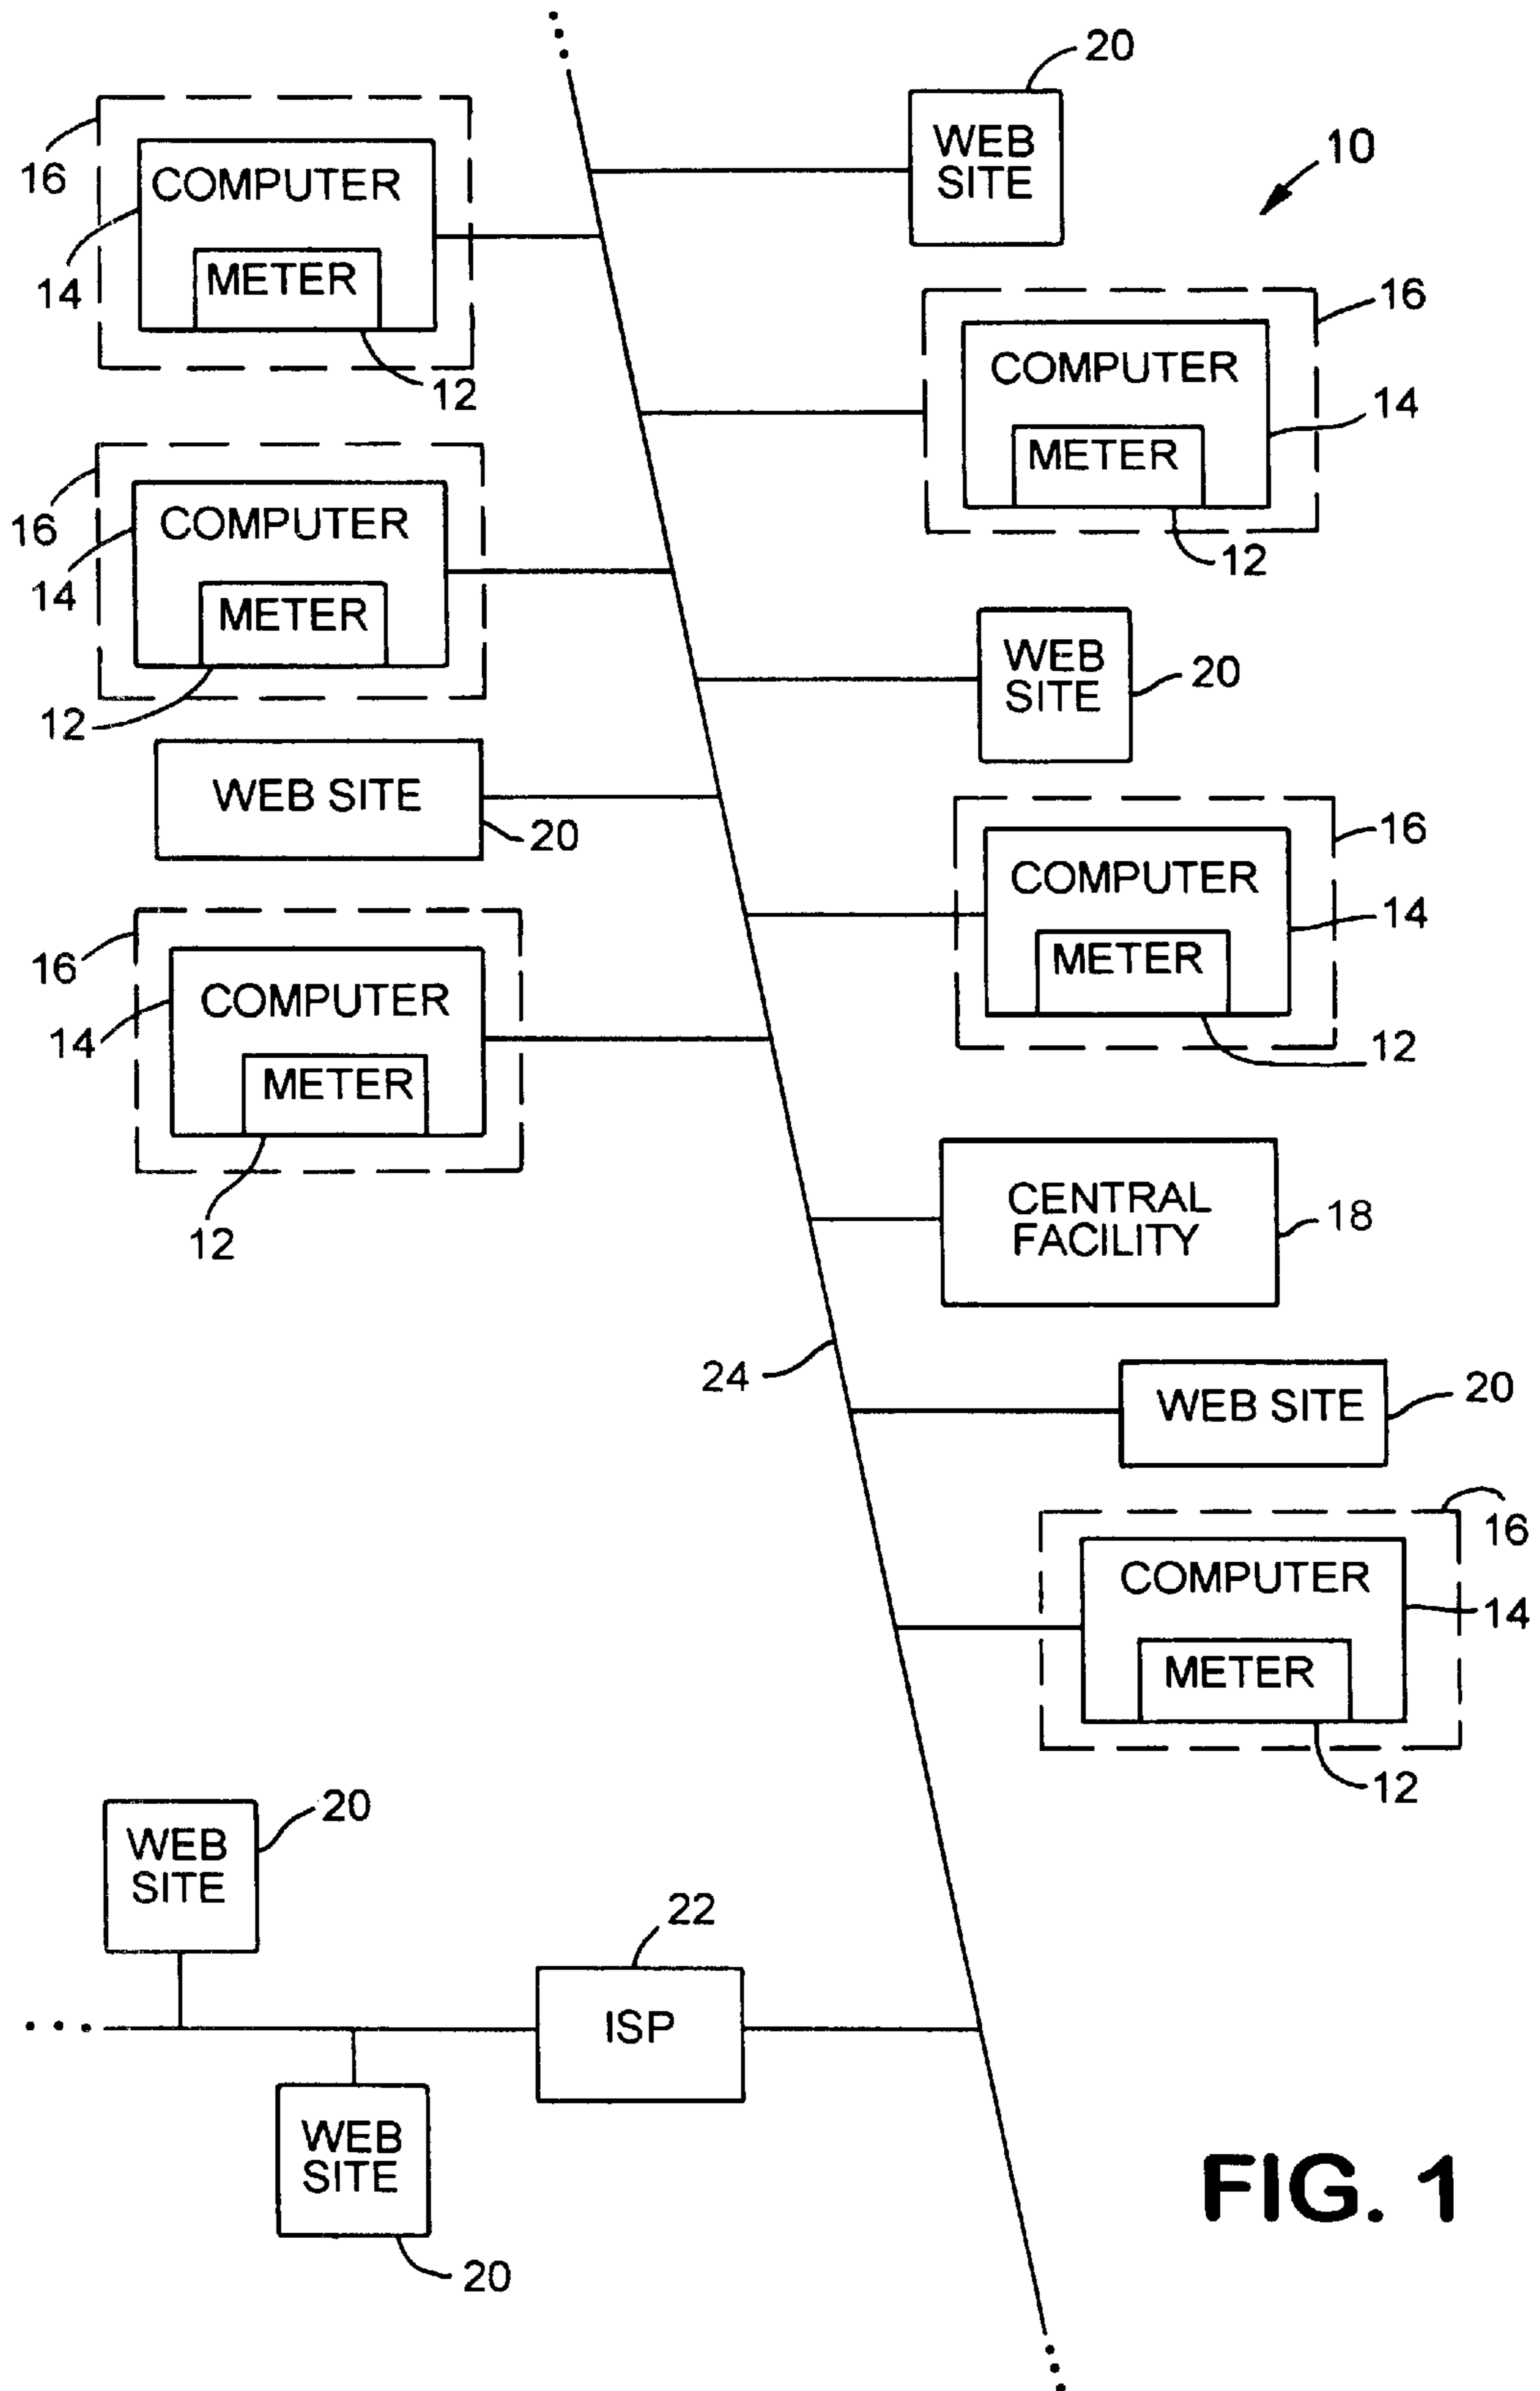 20
WEB
SITE
10
16
COMPUTER
14
METER
12
16
COMPUTER
14
METER
12
16
COMPUTER
14
METER
12
WEB
SITE
20
WEB SITE
20
16
COMPUTER
14
METER
12
16
COMPUTER
14
METER
12
CENTRAL
FACILITY
18
24
WEB SITE
20
16
COMPUTER
14
METER
12
20
WEB
SITE
22
ISP
WEB
SITE
20
FIG. 1